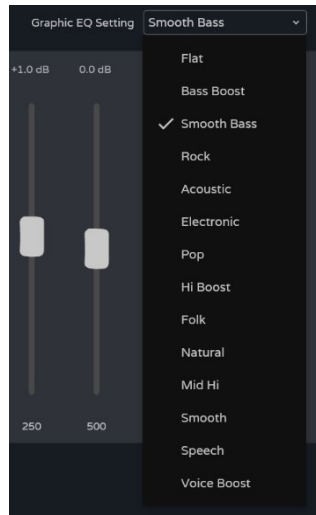 Graphic EQ Setting Smooth Bass
+1.0 dB 0.0 dB
Flat
Bass Boost
Smooth Bass
Rock
Acoustic
Electronic
Pop
Hi Boost
Folk
Natural
Mid Hi
Smooth
Speech
Voice Boost
250 500